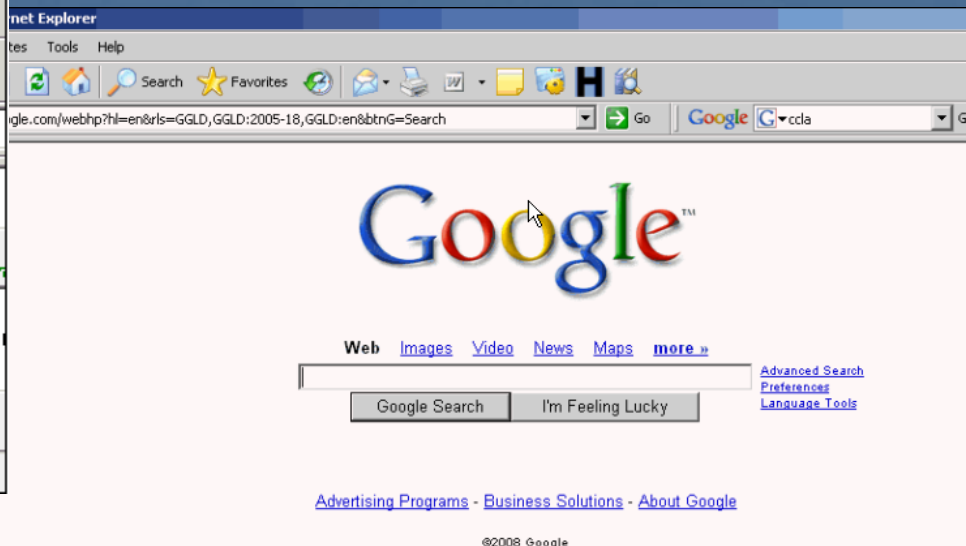 rnet Explorer
tes Tools Help
Search Favorites
gle.com/webhp?hl=en&rls=GGLD,GGLD:2005-18,GGLD:en&btnG=Search Go Google G ccla G
Google™
Web Images Video News Maps more »
Advanced Search
Preferences
Language Tools
Google Search I'm Feeling Lucky
Advertising Programs - Business Solutions - About Google
©2008 Google